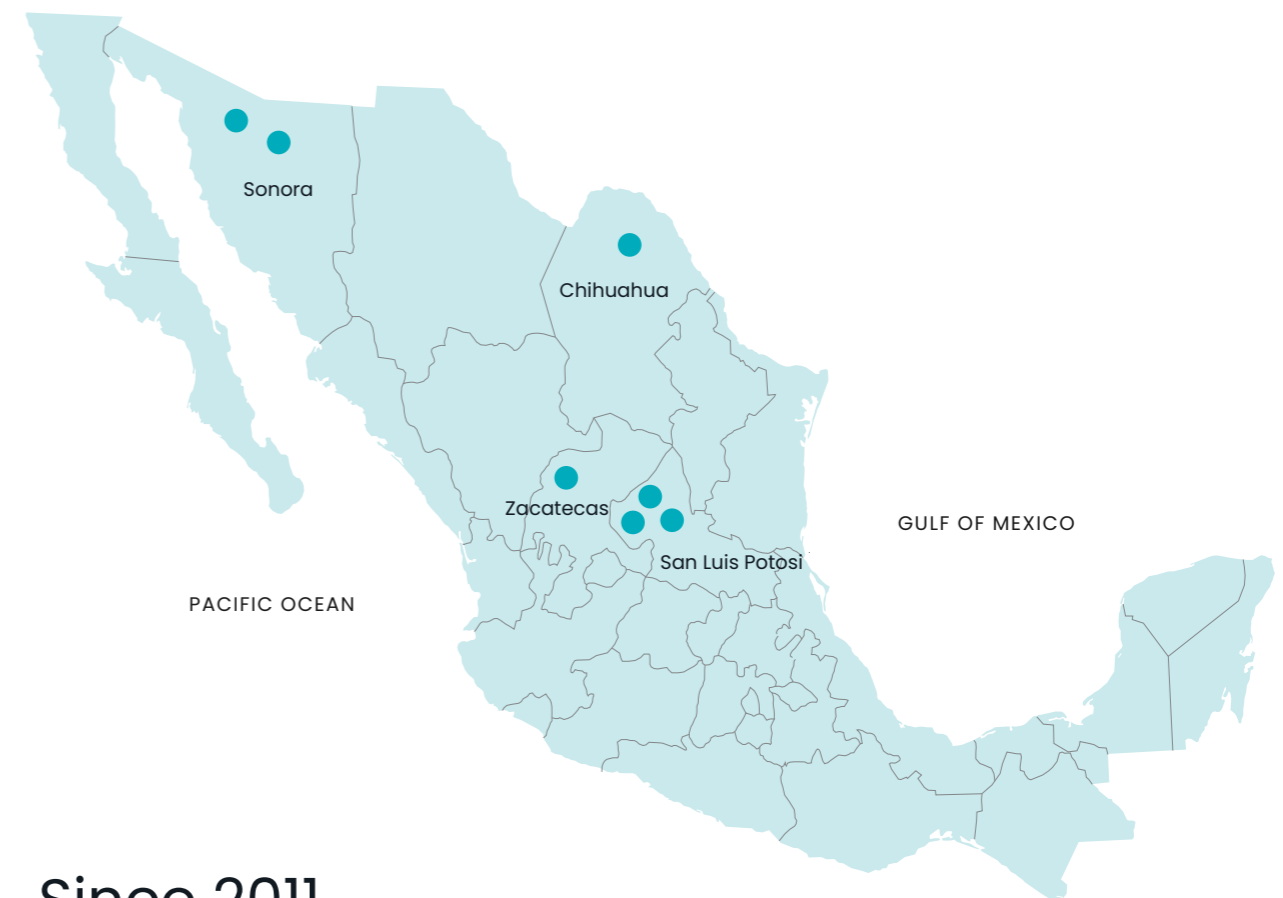 Sonora
Chihuahua
Zacatecas
GULF OF MEXICO
San Luis Potosi
PACIFIC OCEAN
Since 2011